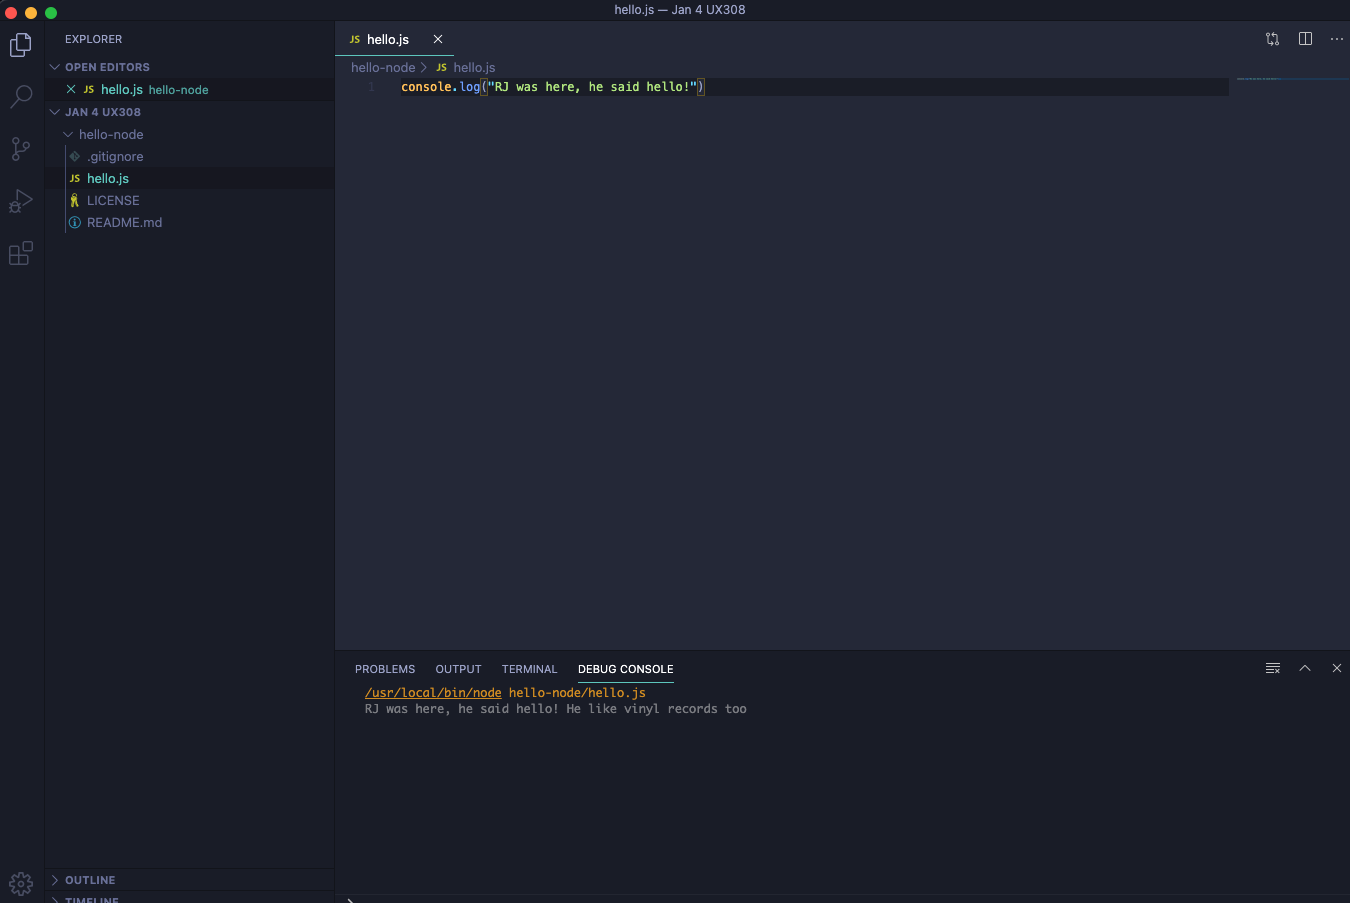 hello.js — Jan 4 UX308
EXPLORER
OPEN EDITORS
JS hello.js hello-node
JAN 4 UX308
hello-node
.gitignore
JS hello.js
LICENSE
README.md
OUTLINE
TIMELINE
JS hello.js
hello-node > JS hello.js
1 console.log("RJ was here, he said hello!")
PROBLEMS OUTPUT TERMINAL DEBUG CONSOLE
/usr/local/bin/node hello-node/hello.js
RJ was here, he said hello! He like vinyl records too